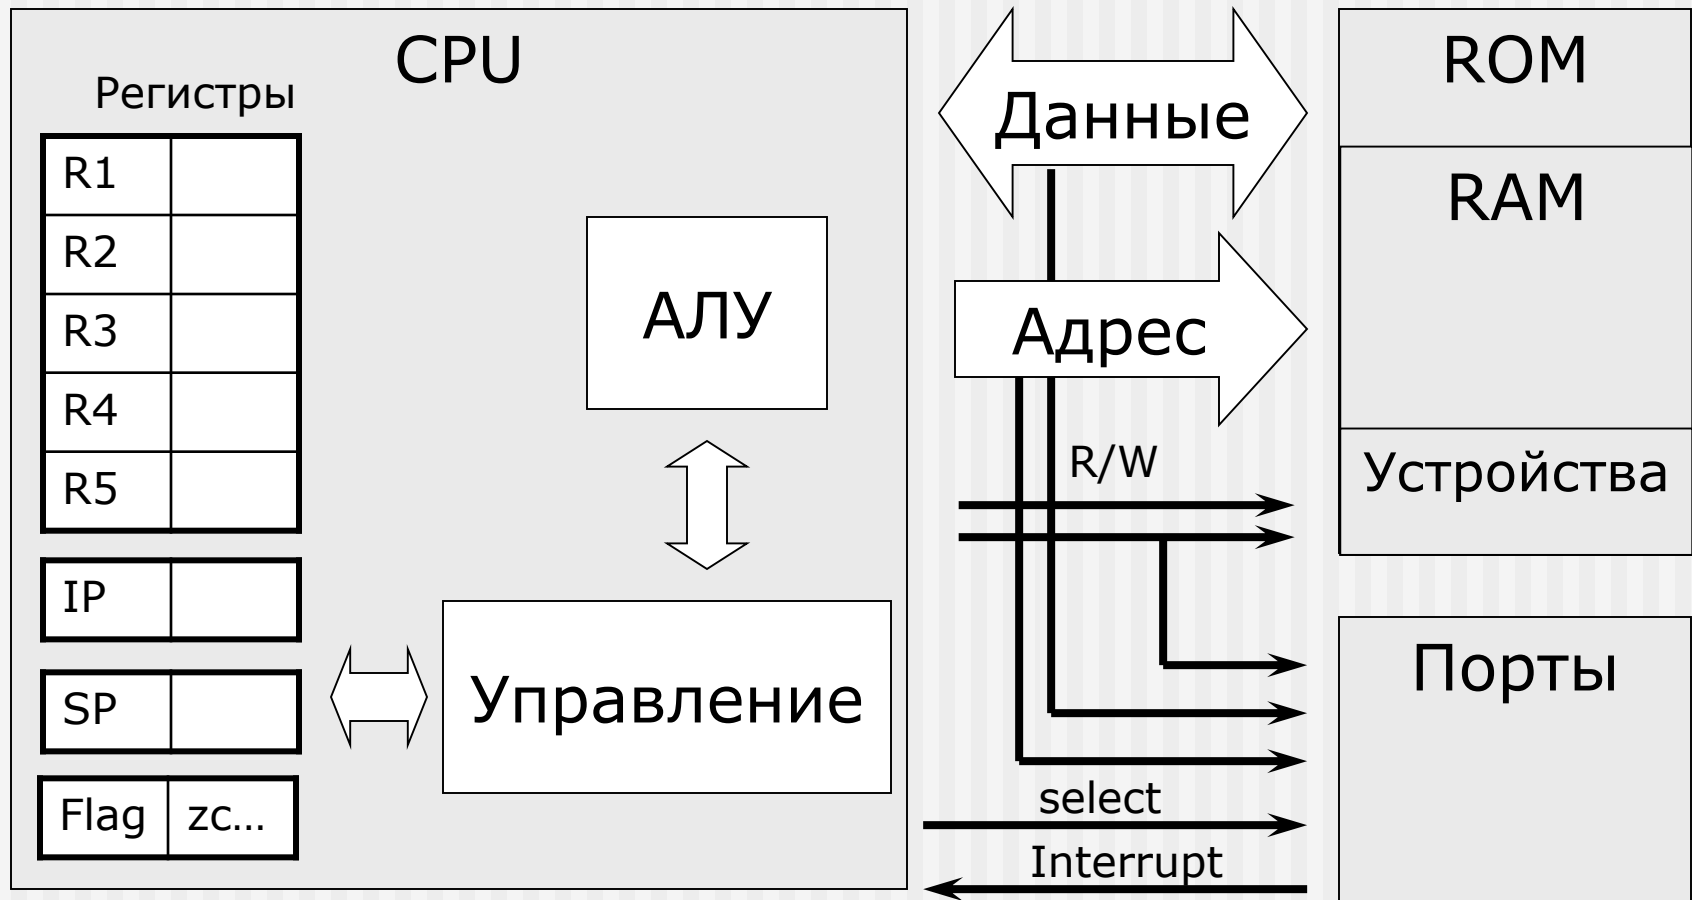 CPU
Регистры
R1
R2
R3
R4
R5
IP
SP
Flag zc...
АЛУ
Управление
Данные
Адрес
R/W
select
Interrupt
ROM
RAM
Устройства
Порты